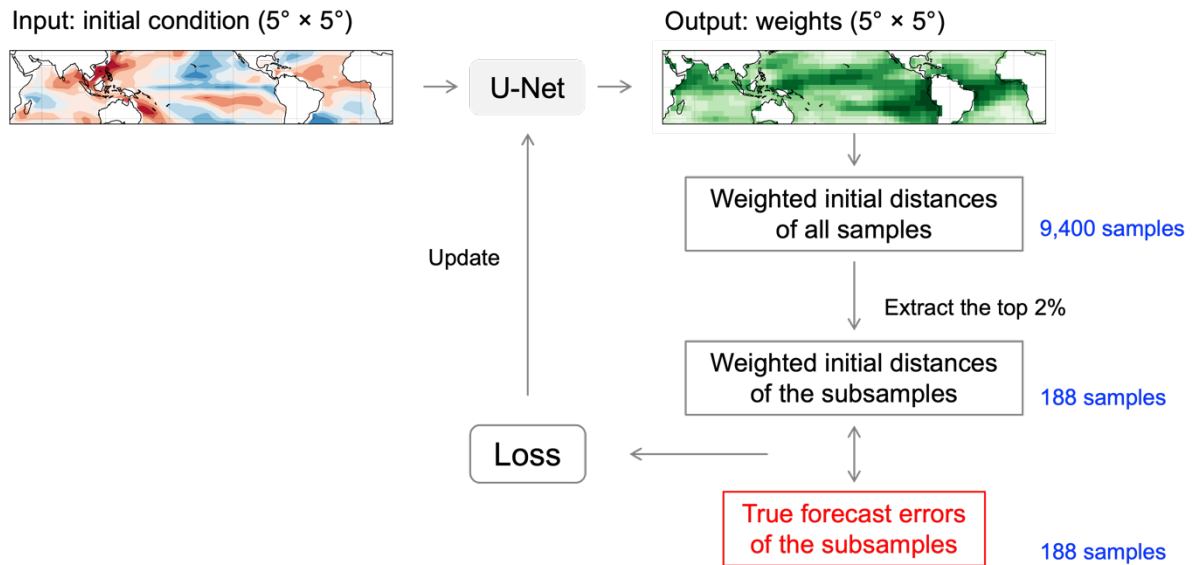 Input: initial condition (5° × 5°)
Output: weights (5° × 5°)
U-Net
Weighted initial distances
of all samples
9,400 samples
Update
Extract the top 2%
Weighted initial distances
of the subsamples
188 samples
Loss
True forecast errors
of the subsamples
188 samples